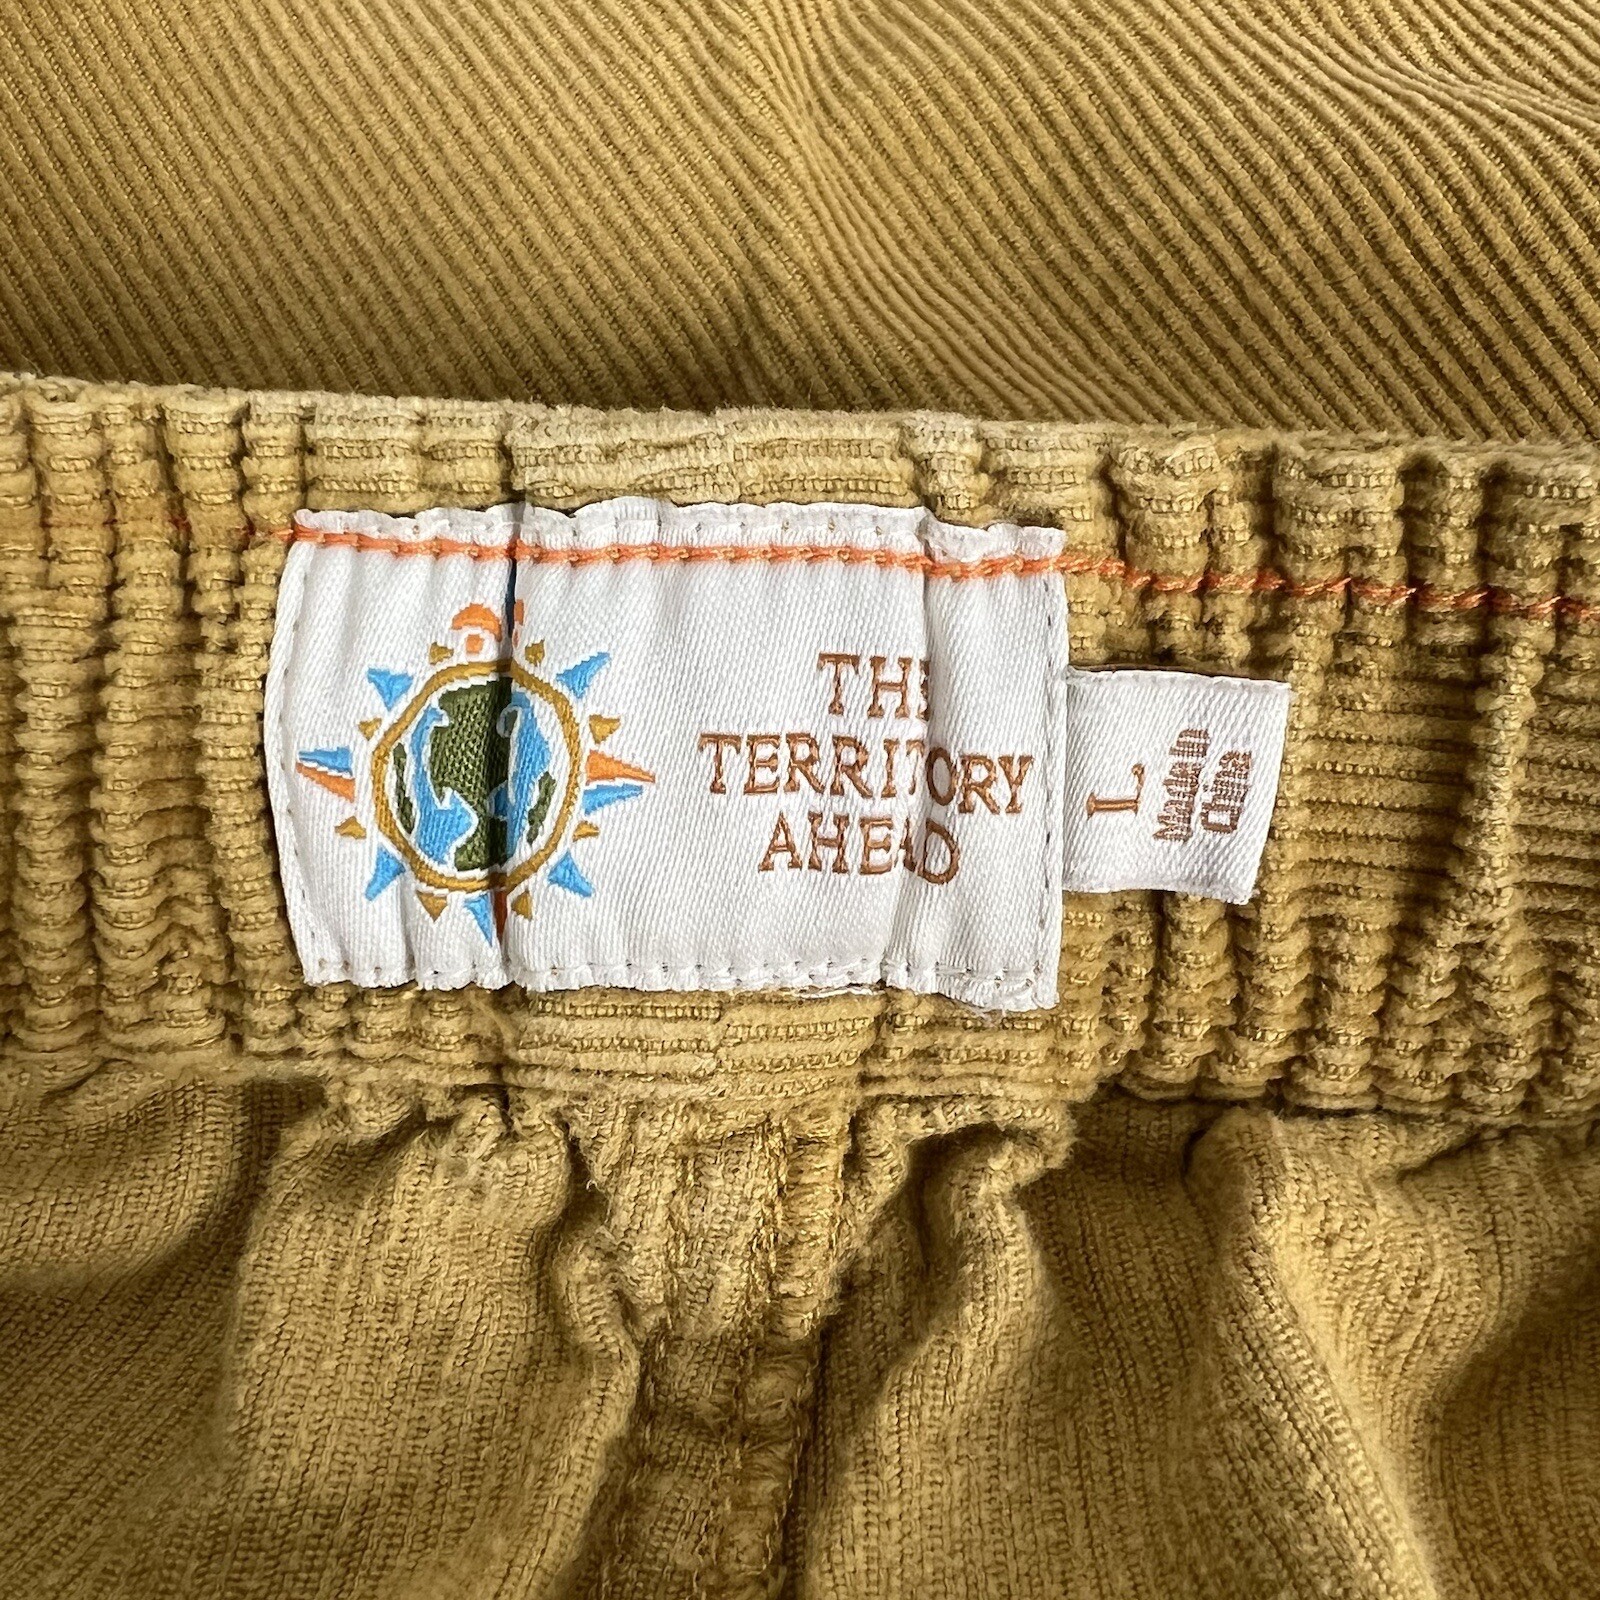 THE
TERRITORY
AHEAD
L
Made in
China